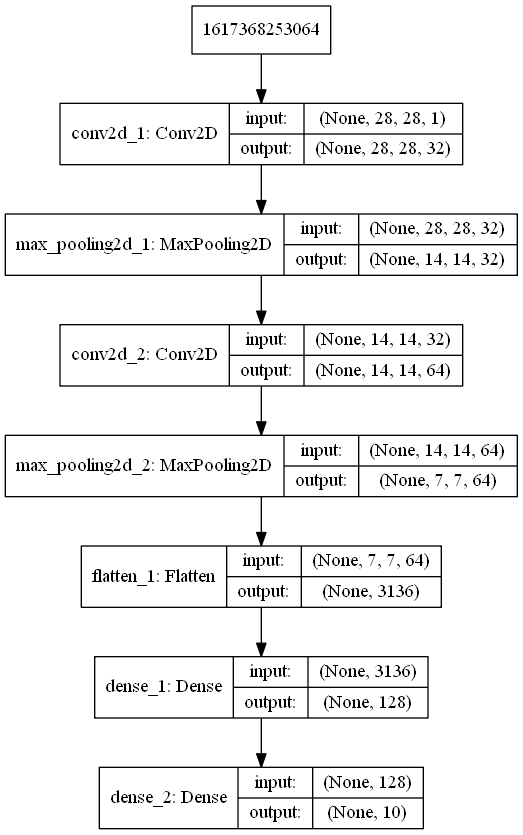 1617368253064
conv2d_1: Conv2D
input: (None, 28, 28, 1)
output: (None, 28, 28, 32)
max_pooling2d_1: MaxPooling2D
input: (None, 28, 28, 32)
output: (None, 14, 14, 32)
conv2d_2: Conv2D
input: (None, 14, 14, 32)
output: (None, 14, 14, 64)
max_pooling2d_2: MaxPooling2D
input: (None, 14, 14, 64)
output: (None, 7, 7, 64)
flatten_1: Flatten
input: (None, 7, 7, 64)
output: (None, 3136)
dense_1: Dense
input: (None, 3136)
output: (None, 128)
dense_2: Dense
input: (None, 128)
output: (None, 10)